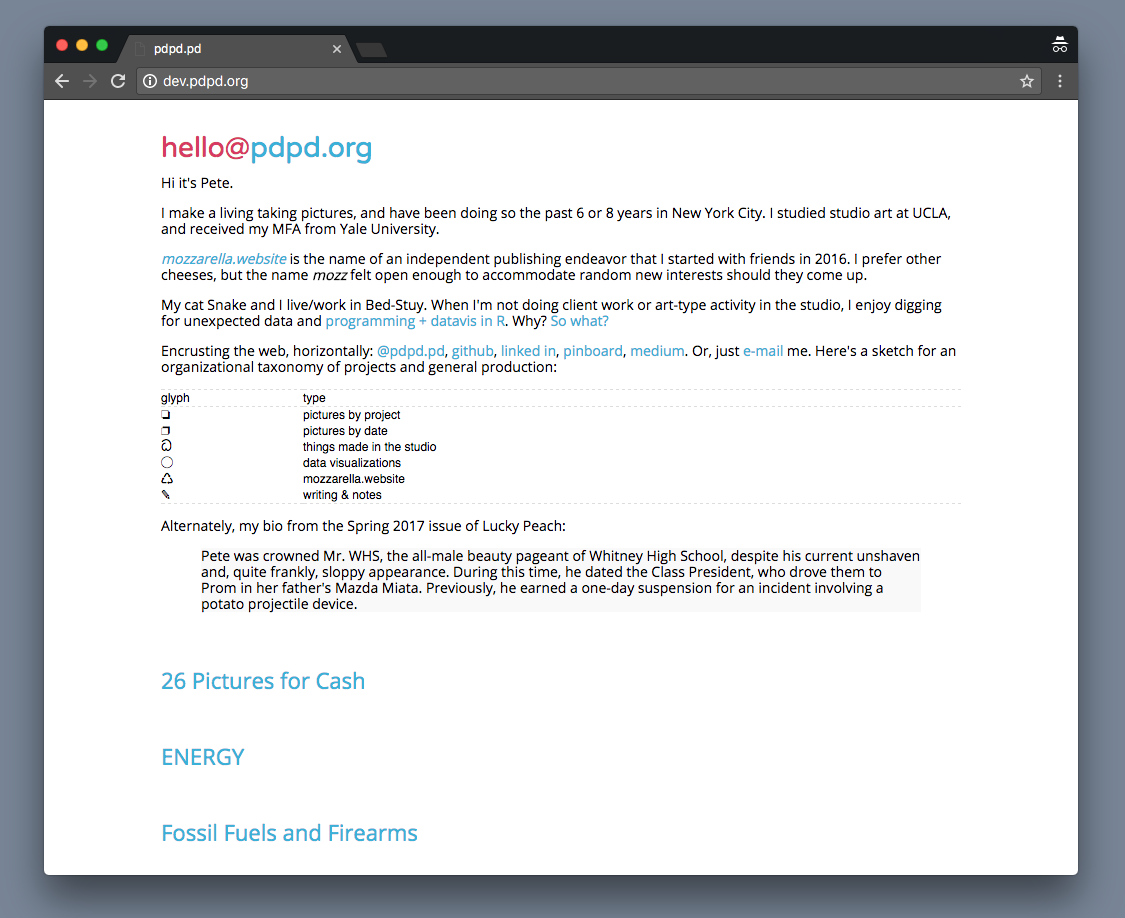 pdpd.pd
dev.pdpd.org
hello@pdpd.org
Hi it's Pete.
I make a living taking pictures, and have been doing so the past 6 or 8 years in New York City. I studied studio art at UCLA,
and received my MFA from Yale University.
mozzarella.website is the name of an independent publishing endeavor that I started with friends in 2016. I prefer other
cheeses, but the name mozz felt open enough to accommodate random new interests should they come up.
My cat Snake and I live/work in Bed-Stuy. When I'm not doing client work or art-type activity in the studio, I enjoy digging
for unexpected data and programming + datavis in R. Why? So what?
Encrusting the web, horizontally: @pdpd.pd, github, linked in, pinboard, medium. Or, just e-mail me. Here's a sketch for an
organizational taxonomy of projects and general production:
glyph type
❏ pictures by project
❐ pictures by date
things made in the studio
◯ data visualizations
♺ mozzarella.website
✎ writing & notes
Alternately, my bio from the Spring 2017 issue of Lucky Peach:
Pete was crowned Mr. WHS, the all-male beauty pageant of Whitney High School, despite his current unshaven
and, quite frankly, sloppy appearance. During this time, he dated the Class President, who drove them to
Prom in her father's Mazda Miata. Previously, he earned a one-day suspension for an incident involving a
potato projectile device.
26 Pictures for Cash
ENERGY
Fossil Fuels and Firearms